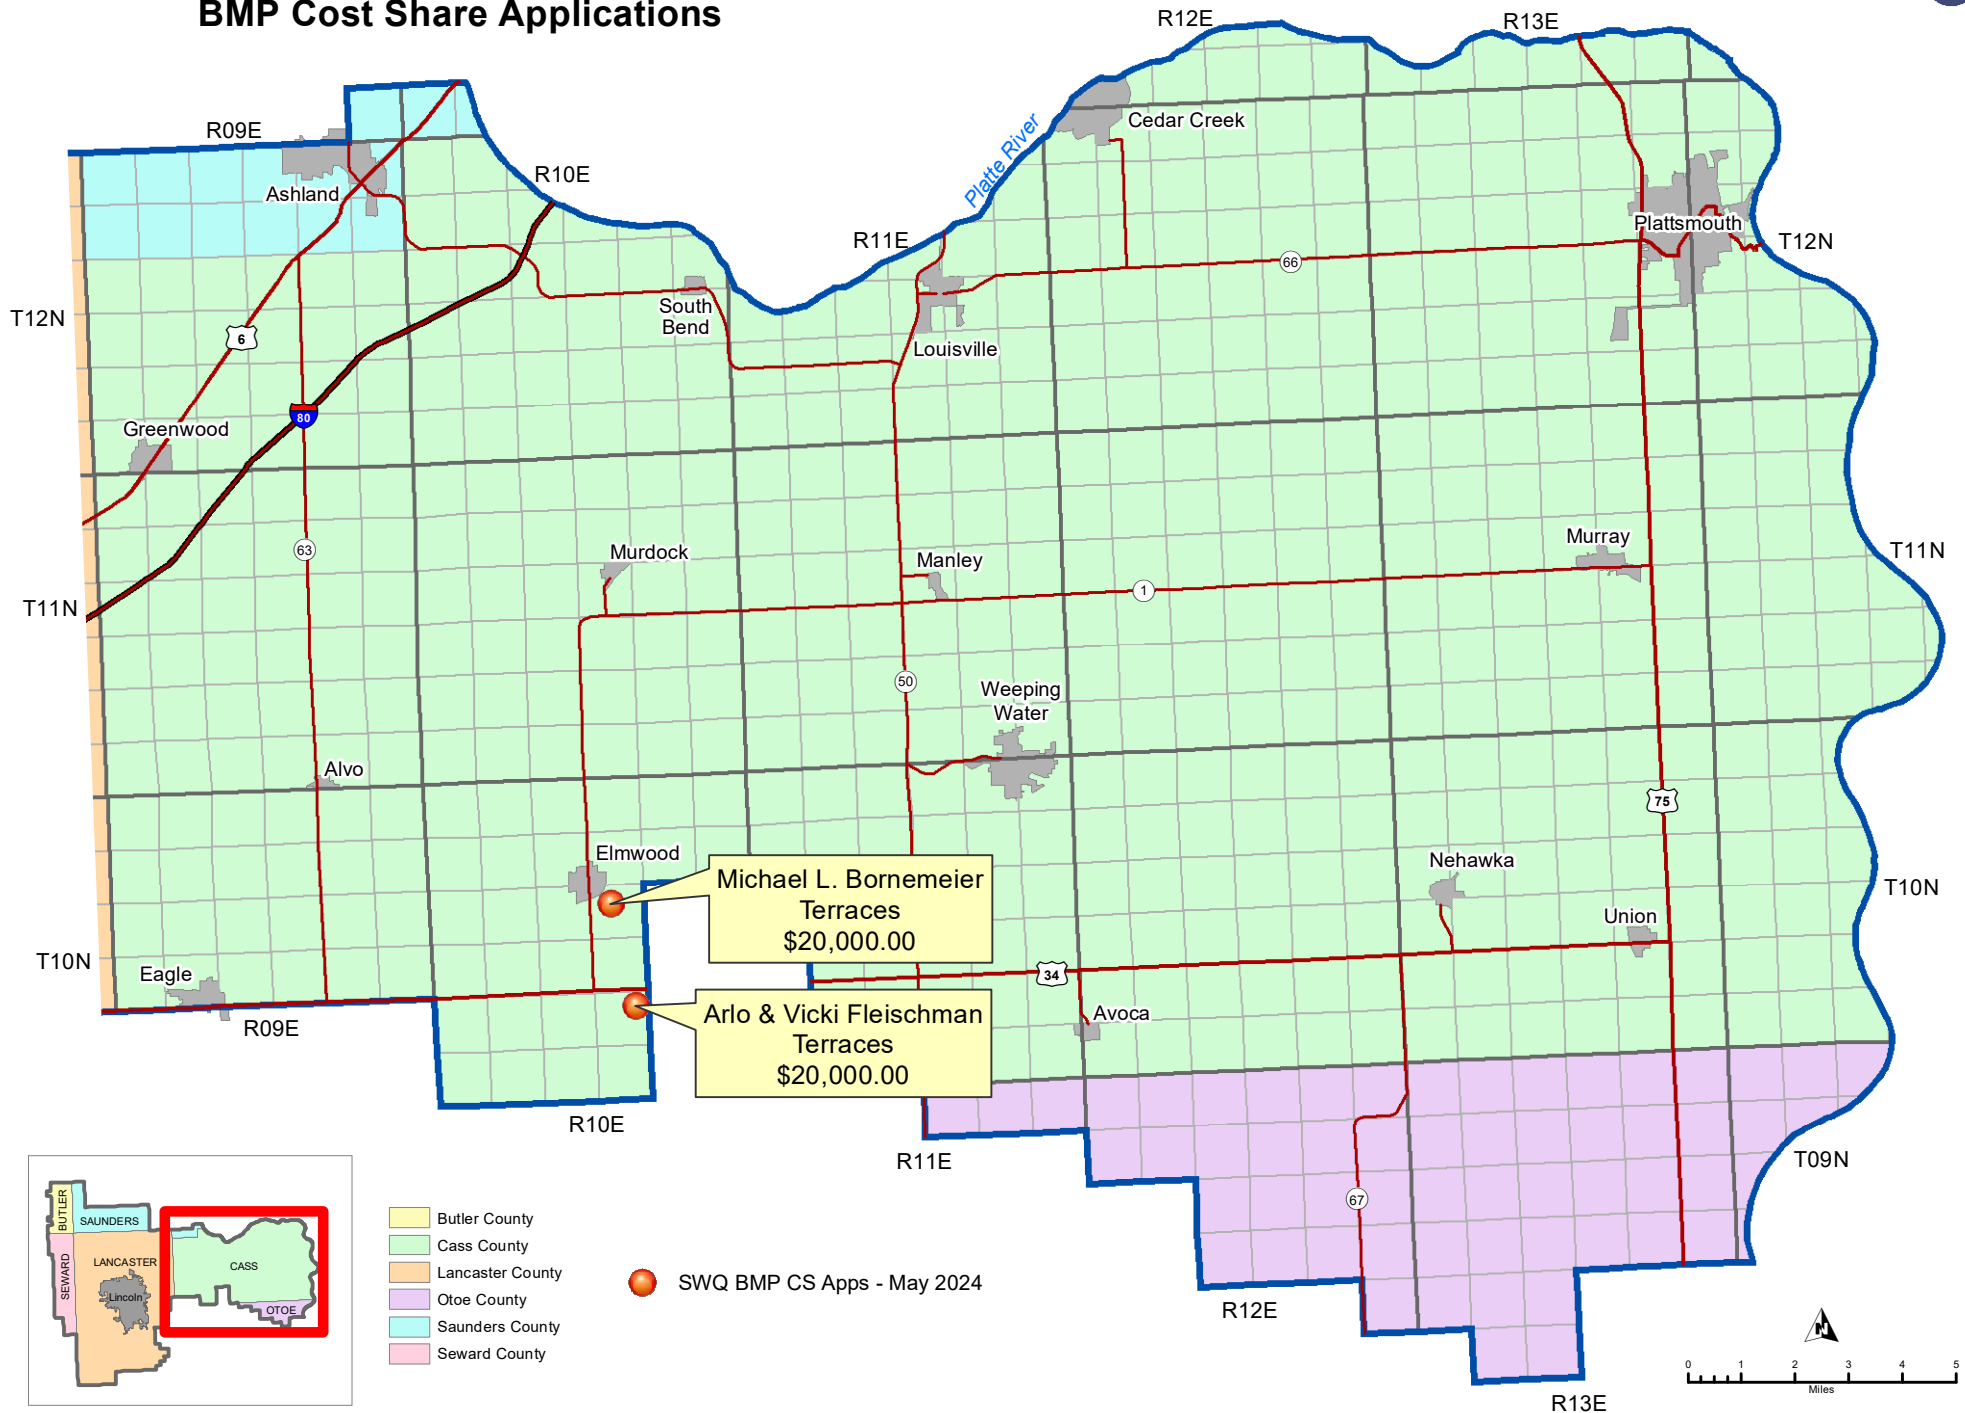 BMP Cost Share Applications
R12E
R13E
R09E
Ashland
R10E
Platte River
Cedar Creek
R11E
66
Plattsmouth
T12N
T12N
6
South
Bend
Louisville
80
Greenwood
63
Murdock
Manley
1
Murray
T11N
T11N
50
Weeping
Water
Alvo
75
Elmwood
Michael L. Bornemeier
Terraces
$20,000.00
Nehawka
Union
T10N
T10N
Eagle
34
R09E
Arlo & Vicki Fleischman
Terraces
$20,000.00
Avoca
R10E
R11E
T09N
67
R12E
R13E
BUTLER
SAUNDERS
SEWARD
LANCASTER
Lincoln
CASS
OTOE
Butler County
Cass County
Lancaster County
Otoe County
Saunders County
Seward County
SWQ BMP CS Apps - May 2024
N
0 1 2 3 4 5
Miles